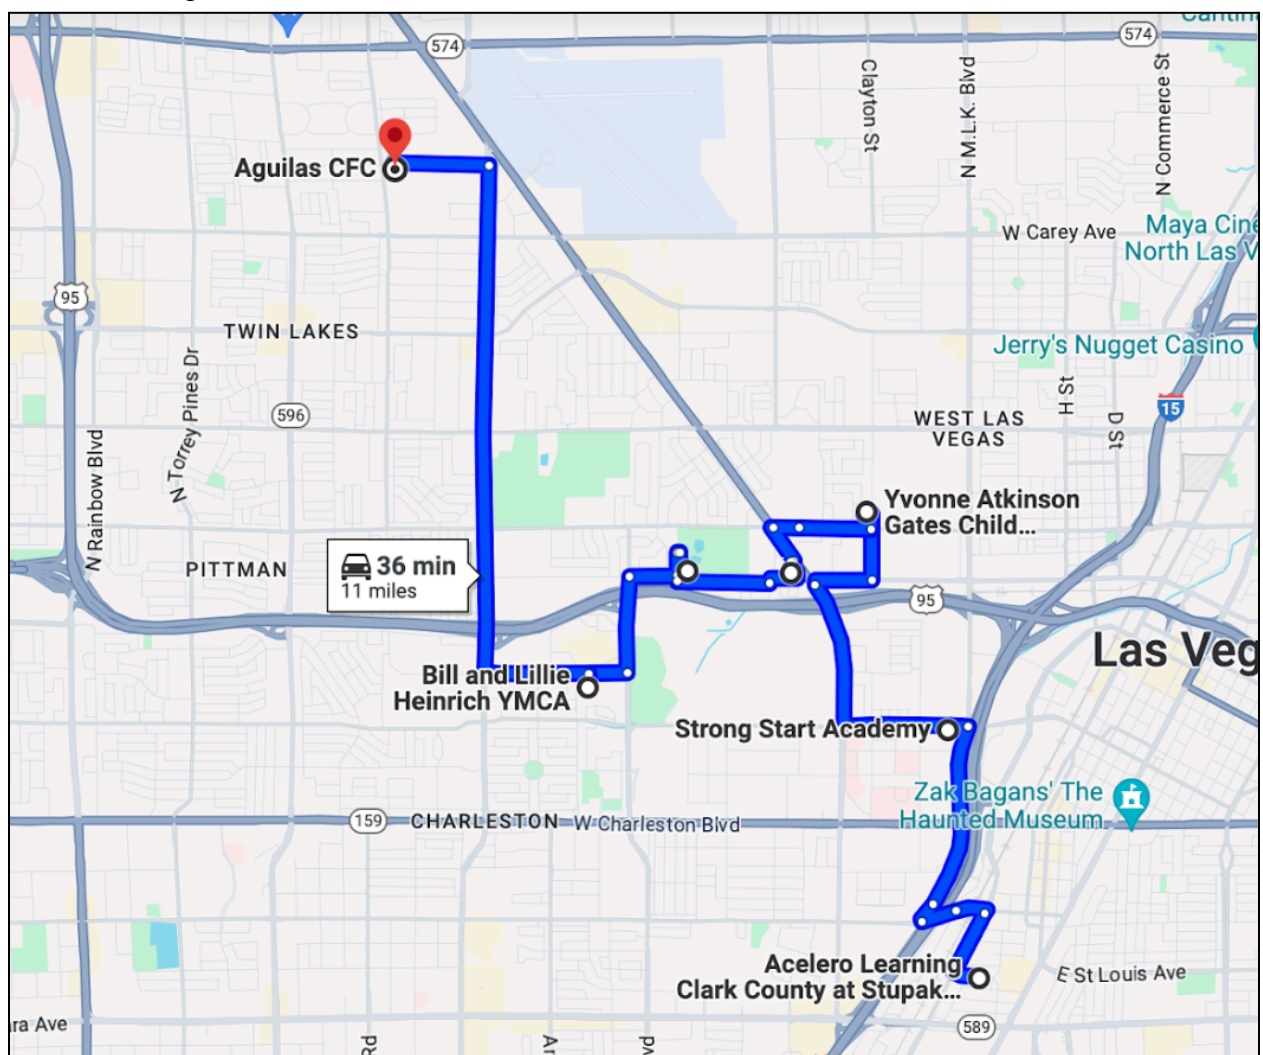 Cantina
574
574
Clayton St
N M.L.K. Blvd
N Commerce St
Aguilas CFC
W Carey Ave
Maya Cine
North Las V
95
TWIN LAKES
Jerry's Nugget Casino
N Torrey Pines Dr
596
H St
D St
15
WEST LAS
VEGAS
N Rainbow Blvd
Yvonne Atkinson
Gates Child...
PITTMAN
36 min
11 miles
95
Las Veg
Bill and Lillie
Heinrich YMCA
Strong Start Academy
Zak Bagans' The
Haunted Museum
159
CHARLESTON
W Charleston Blvd
Acelero Learning
Clark County at Stupak...
E St Louis Ave
ara Ave
589